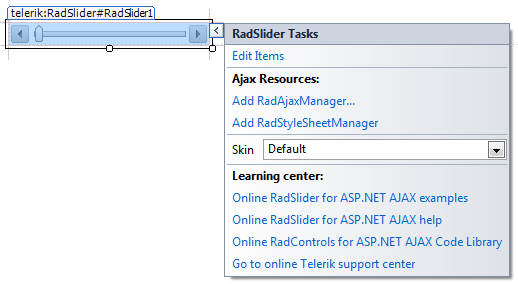 telerik:RadSlider#RadSlider1
RadSlider Tasks
Edit Items
Ajax Resources:
Add RadAjaxManager...
Add RadStyleSheetManager
Skin Default
Learning center:
Online RadSlider for ASP.NET AJAX examples
Online RadSlider for ASP.NET AJAX help
Online RadControls for ASP.NET AJAX Code Library
Go to online Telerik support center